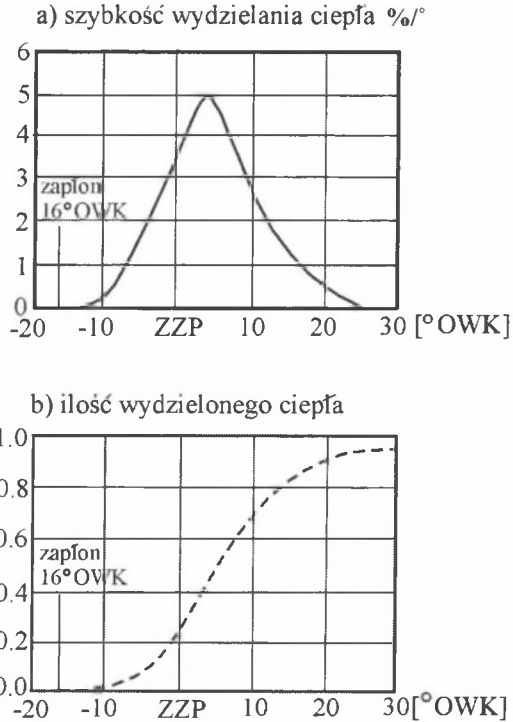 a) szybkość wydzielania ciepła %/°
6
5
4
3
2
1
0
zapłon
16°OWK
-20 -10 ZZP 10 20 30 [°OWK]
b) ilość wydzielonego ciepła
1.0
0.8
0.6
0.4
0.2
0.0
zapłon
16°OWK
-20 -10 ZZP 10 20 30 [°OWK]